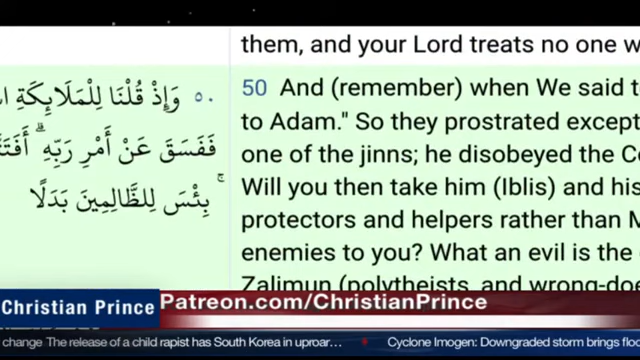 them, and your Lord treats no one w
٥٠ وَإِذْ قُلْنَا لِلْمَلَائِكَةِ
50 And (remember) when We said t
to Adam." So they prostrated except
فَفَسَقَ عَنْ أَمْرِ رَبِّهِ ۗ
one of the jinns; he disobeyed the C
Will you then take him (Iblis) and his
بِئْسَ لِلظَّالِمِينَ بَدَلًا
protectors and helpers rather than M
enemies to you? What an evil is the
Zalimun (polytheists, and wrong-doe
Christian Prince
Patreon.com/ChristianPrince
change The release of a child rapist has South Korea in uproar…
Cyclone Imogen: Downgraded storm brings floo